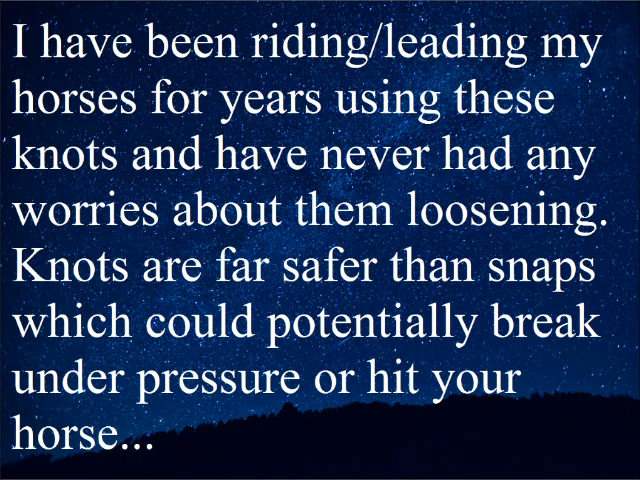 I have been riding/leading my
horses for years using these
knots and have never had any
worries about them loosening.
Knots are far safer than snaps
which could potentially break
under pressure or hit your
horse...